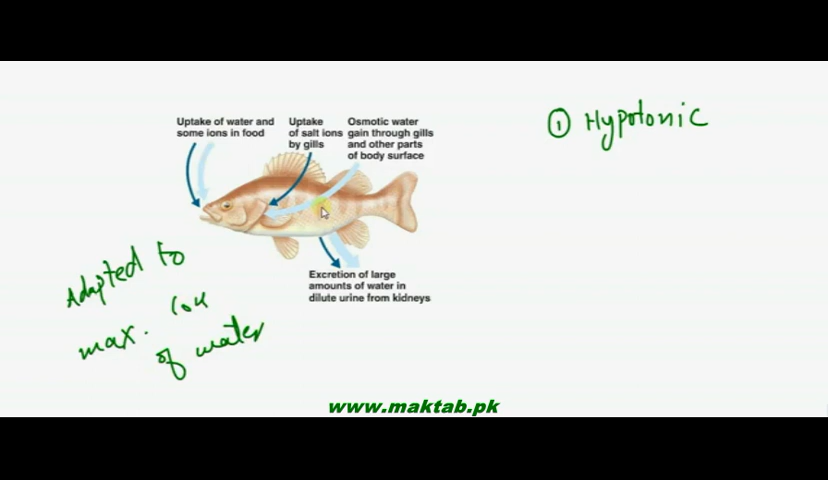 Uptake of water and
some ions in food
Uptake
of salt ions
by gills
Osmotic water
gain through gills
and other parts
of body surface
① Hypotonic
Excretion of large
amounts of water in
dilute urine from kidneys
Adapted to
max.
of water
www.maktab.pk